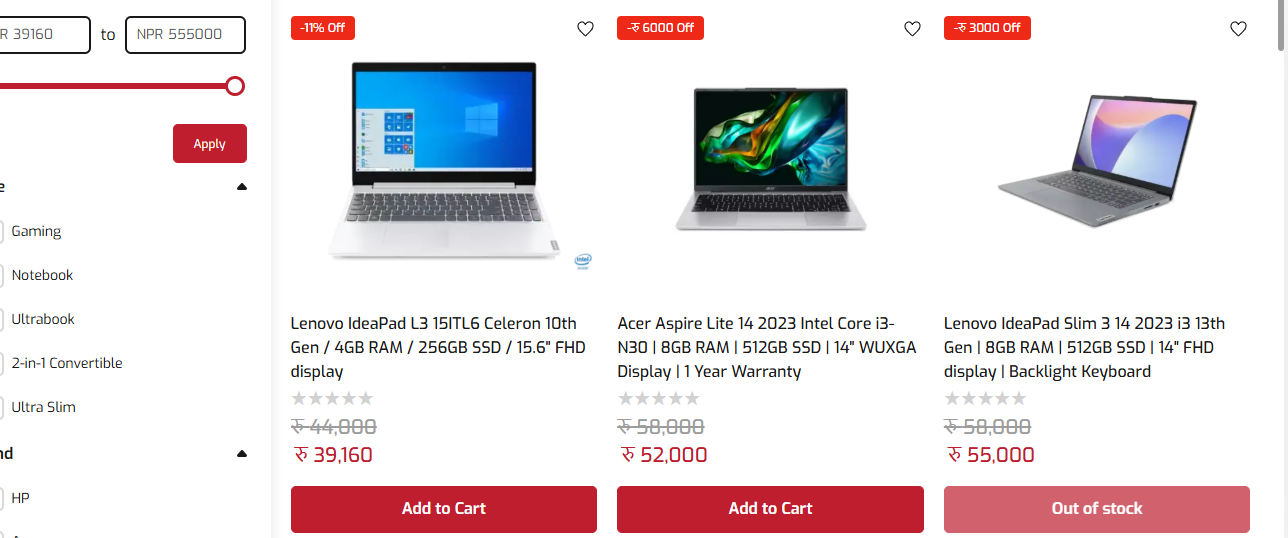 R 39160 to NPR 555000
Apply
e
Gaming
Notebook
Ultrabook
2-in-1 Convertible
Ultra Slim
nd
HP
-11% Off
Lenovo IdeaPad L3 15ITL6 Celeron 10th
Gen / 4GB RAM / 256GB SSD / 15.6" FHD
display
रु 44,000
रु 39,160
Add to Cart
-रु 6000 Off
Acer Aspire Lite 14 2023 Intel Core i3-
N30 | 8GB RAM | 512GB SSD | 14" WUXGA
Display | 1 Year Warranty
रु 58,000
रु 52,000
Add to Cart
-रु 3000 Off
Lenovo IdeaPad Slim 3 14 2023 i3 13th
Gen | 8GB RAM | 512GB SSD | 14" FHD
display | Backlight Keyboard
रु 58,000
रु 55,000
Out of stock